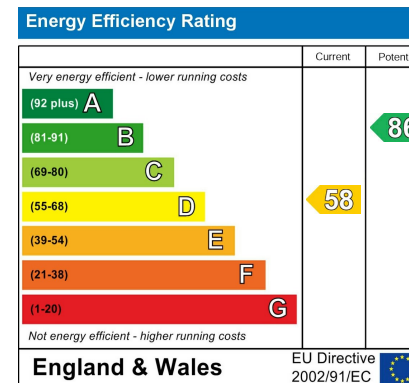 Energy Efficiency Rating
Current Potent
Very energy efficient - lower running costs
(92 plus) A
(81-91) B
86
(69-80) C
(55-68) D
58
(39-54) E
(21-38) F
(1-20) G
Not energy efficient - higher running costs
England & Wales
EU Directive
2002/91/EC